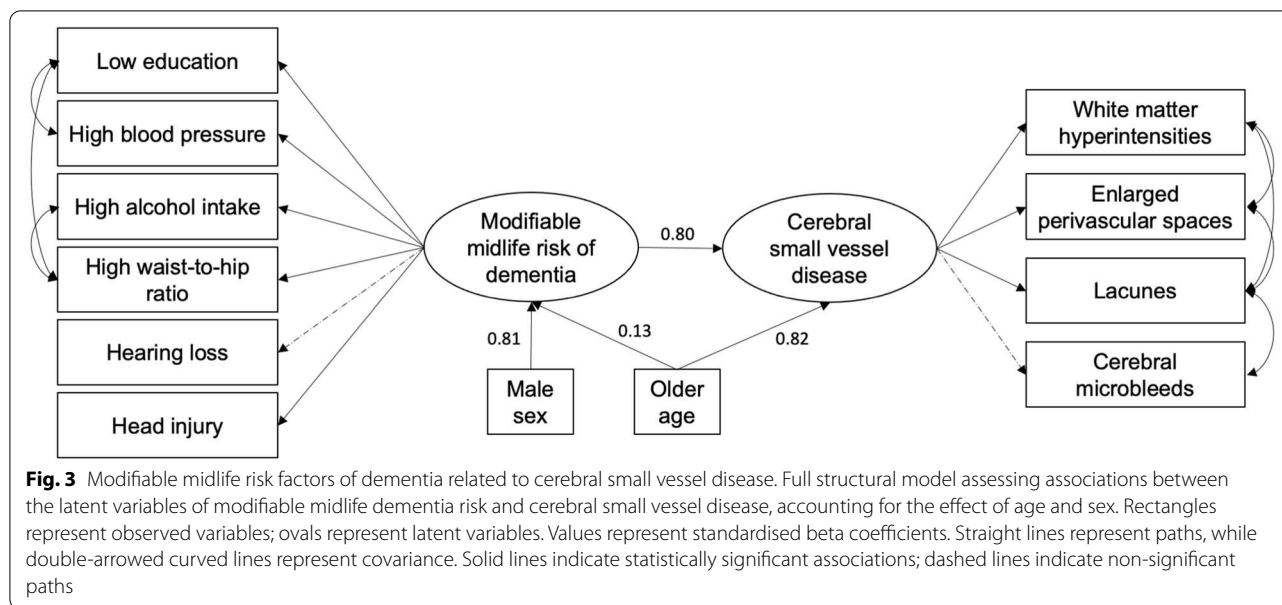 Low education
High blood pressure
High alcohol intake
High waist-to-hip
ratio
Hearing loss
Head injury
Modifiable
midlife risk of
dementia
0.80
Cerebral
small vessel
disease
0.81
0.13
0.82
Male
sex
Older
age
White matter
hyperintensities
Enlarged
perivascular spaces
Lacunes
Cerebral
microbleeds
Fig. 3 Modifiable midlife risk factors of dementia related to cerebral small vessel disease. Full structural model assessing associations between
the latent variables of modifiable midlife dementia risk and cerebral small vessel disease, accounting for the effect of age and sex. Rectangles
represent observed variables; ovals represent latent variables. Values represent standardised beta coefficients. Straight lines represent paths, while
double-arrowed curved lines represent covariance. Solid lines indicate statistically significant associations; dashed lines indicate non-significant
paths